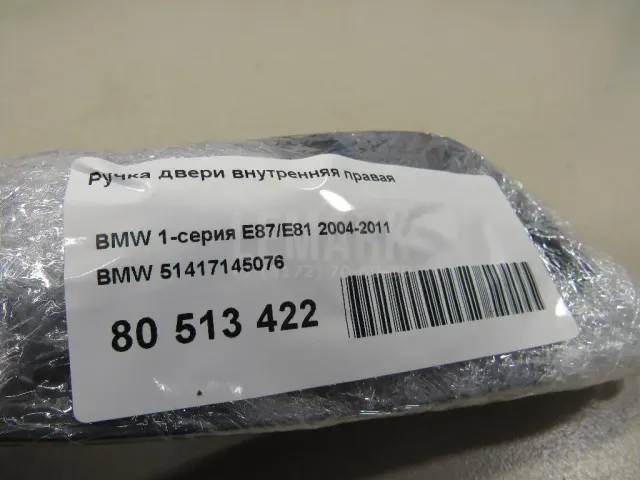 Ручка двери внутренняя правая
BMW 1-серия E87/E81 2004-2011
BMW 51417145076
80 513 422